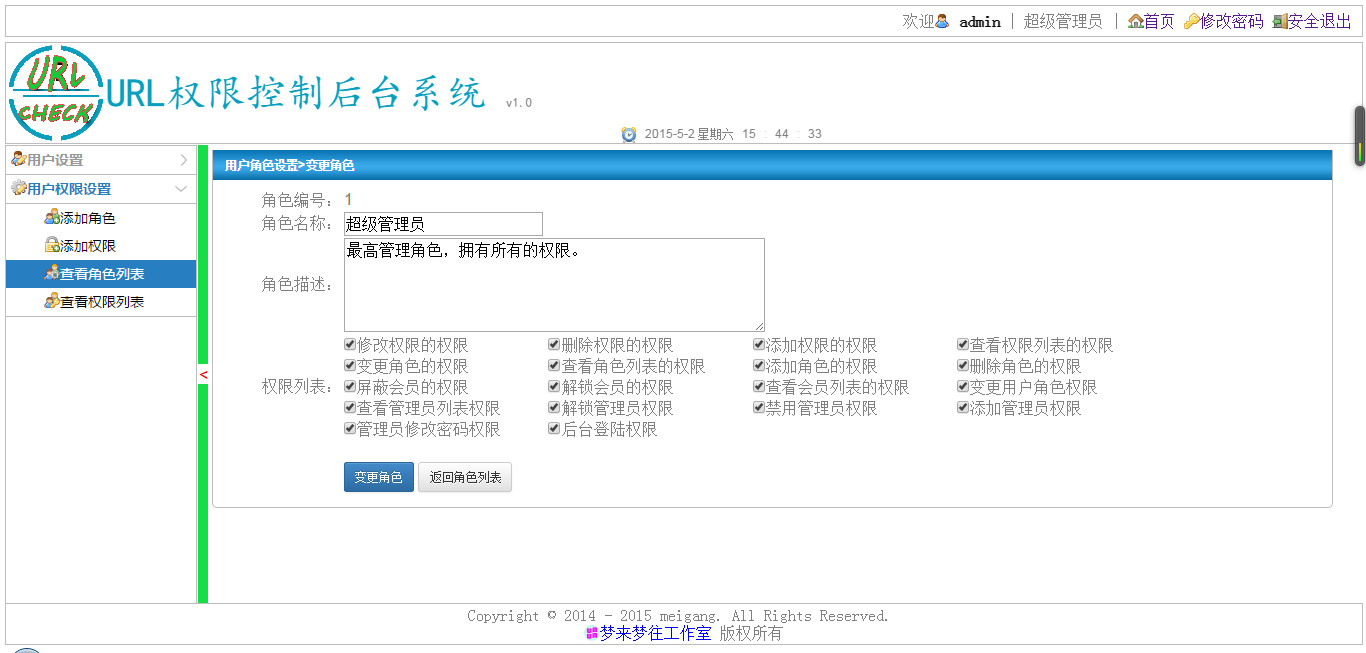 欢迎 admin | 超级管理员 | 首页 修改密码 安全退出
URL
CHECK
URL权限控制后台系统 v1.0
2015-5-2 星期六 15 : 44 : 33
用户设置
用户权限设置
添加角色
添加权限
查看角色列表
查看权限列表
<
用户角色设置>变更角色
角色编号： 1
角色名称： 超级管理员
角色描述： 最高管理角色，拥有所有的权限。
权限列表：
修改权限的权限 删除权限的权限 添加权限的权限 查看权限列表的权限
变更角色的权限 查看角色列表的权限 添加角色的权限 删除角色的权限
屏蔽会员的权限 解锁会员的权限 查看会员列表的权限 变更用户角色权限
查看管理员列表权限 解锁管理员权限 禁用管理员权限 添加管理员权限
管理员修改密码权限 后台登陆权限
变更角色 返回角色列表
Copyright © 2014 - 2015 meigang. All Rights Reserved.
梦来梦往工作室 版权所有